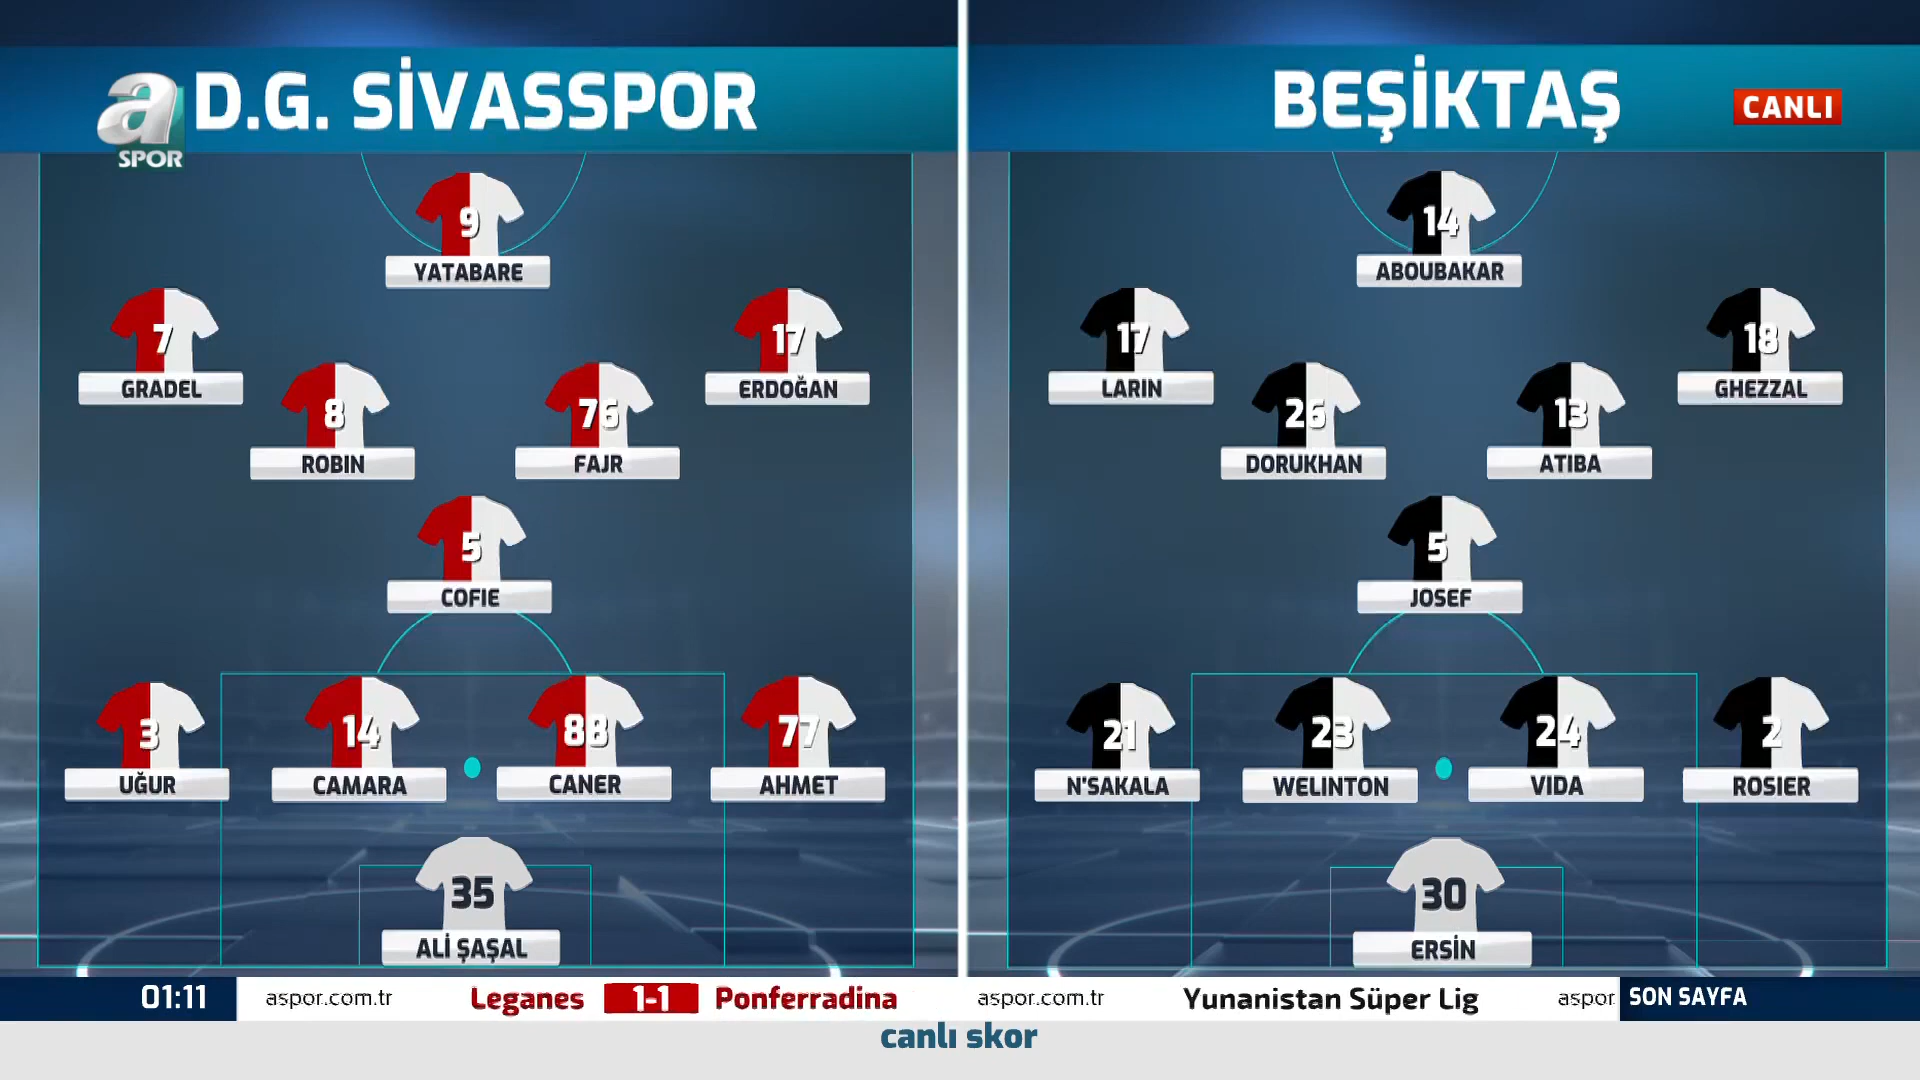 a
SPOR
D.G. SİVASSPOR
9
YATABARE
7
GRADEL
17
ERDOĞAN
8
ROBIN
76
FAJR
5
COFIE
3
UĞUR
14
CAMARA
88
CANER
77
AHMET
35
ALİ ŞAŞAL
BEŞİKTAŞ
CANLI
14
ABOUBAKAR
17
LARIN
18
GHEZZAL
26
DORUKHAN
13
ATIBA
5
JOSEF
21
N'SAKALA
23
WELINTON
24
VIDA
2
ROSIER
30
ERSİN
01:11 aspor.com.tr Leganes 1-1 Ponferradina aspor.com.tr Yunanistan Süper Lig aspor SON SAYFA
canlı skor